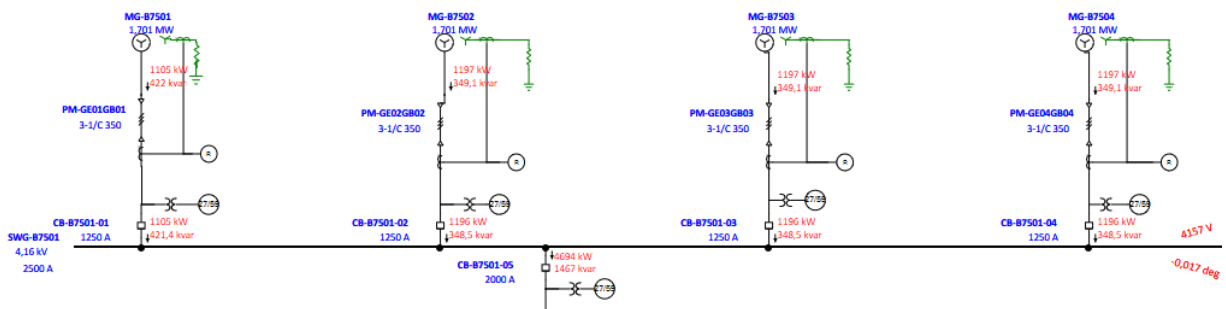 MG-B7501
1,701 MW
MG-B7502
1,701 MW
MG-B7503
1,701 MW
MG-B7504
1,701 MW
1105 kW
422 kvar
1197 kW
349,1 kvar
1197 kW
349,1 kvar
1197 kW
349,1 kvar
PM-GE01GB01
3-1/C 350
PM-GE02GB02
3-1/C 350
PM-GE03GB03
3-1/C 350
PM-GE04GB04
3-1/C 350
R
R
R
R
27/59
27/59
27/59
27/59
CB-B7501-01
1250 A
1105 kW
421,4 kvar
CB-B7501-02
1250 A
1196 kW
348,5 kvar
CB-B7501-03
1250 A
1196 kW
348,5 kvar
CB-B7501-04
1250 A
1196 kW
348,5 kvar
SWG-B7501
4,16 kV
2500 A
4157 V
-0,017 deg
CB-B7501-05
2000 A
4694 kW
1467 kvar
27/59